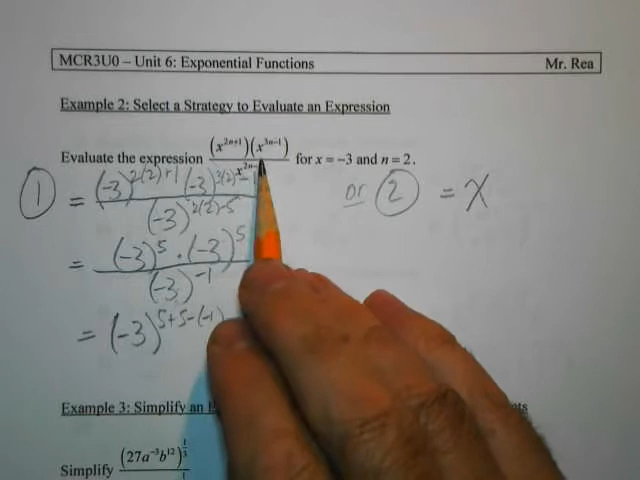 MCR3U0 – Unit 6: Exponential Functions Mr. Rea
Example 2: Select a Strategy to Evaluate an Expression
Evaluate the expression (x^{2n+1})(x^{3n-1}) / x^{2n- for x = −3 and n = 2.
① = (-3)^{2(2)+1} (-3)^{3(2)-1} / (-3)^{2(2)-5} or ② = x
= (-3)^5 · (-3)^5 / (-3)^{-1}
= (-3)^{5+5-(-1)
Example 3: Simplify an
Simplify (27a^{-3}b^{12})^{1/3}